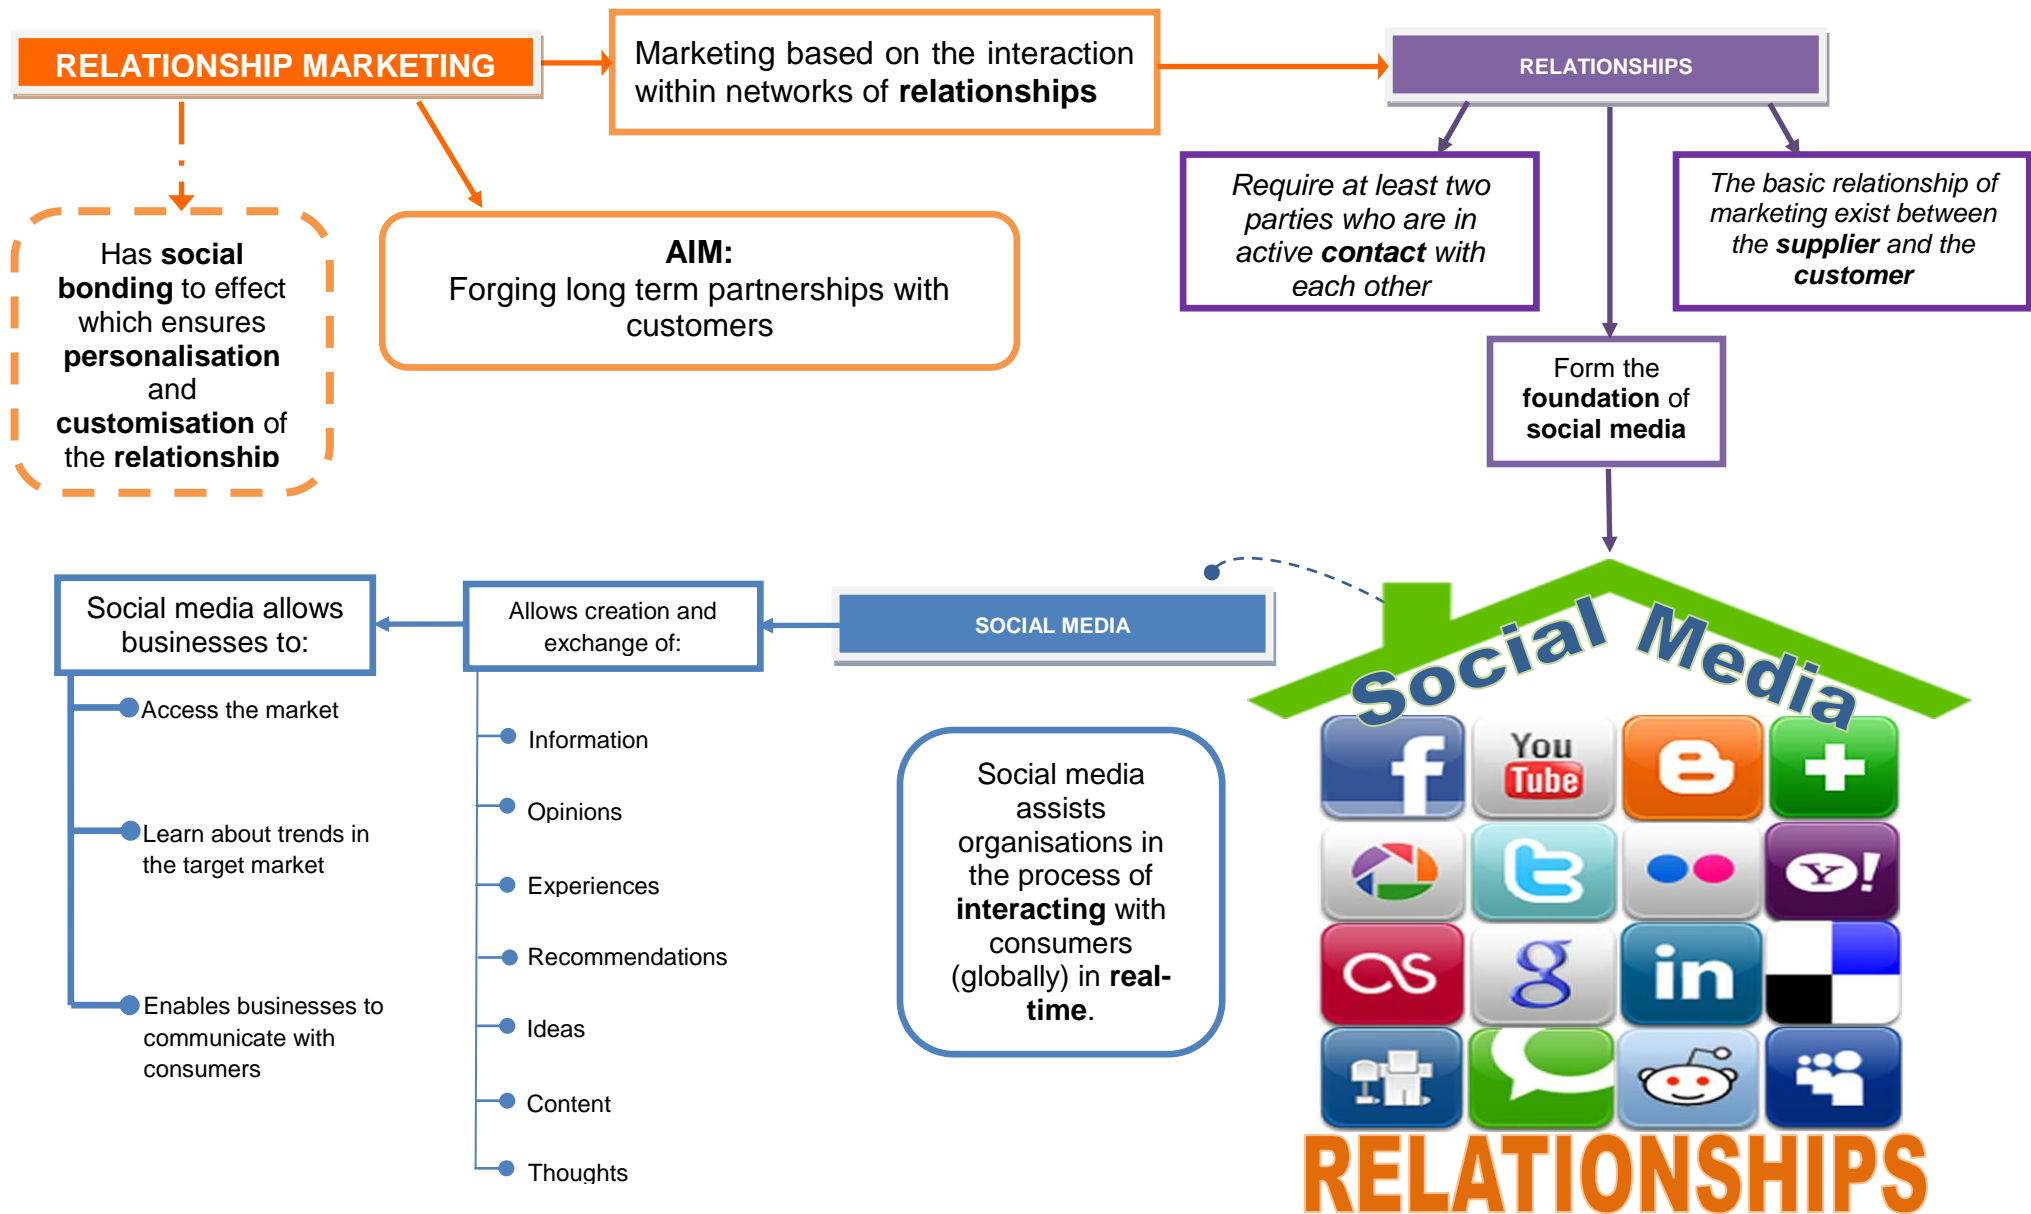 RELATIONSHIP MARKETING
Marketing based on the interaction
within networks of relationships
RELATIONSHIPS
Has social
bonding to effect
which ensures
personalisation
and
customisation of
the relationship
AIM:
Forging long term partnerships with
customers
Require at least two
parties who are in
active contact with
each other
The basic relationship of
marketing exist between
the supplier and the
customer
Form the
foundation of
social media
Social media allows
businesses to:
Access the market
Learn about trends in
the target market
Enables businesses to
communicate with
consumers
Allows creation and
exchange of:
Information
Opinions
Experiences
Recommendations
Ideas
Content
Thoughts
SOCIAL MEDIA
Social media
assists
organisations in
the process of
interacting with
consumers
(globally) in real-
time.
Social Media
f
You
Tube
B
+
t
Y!
g
in
RELATIONSHIPS